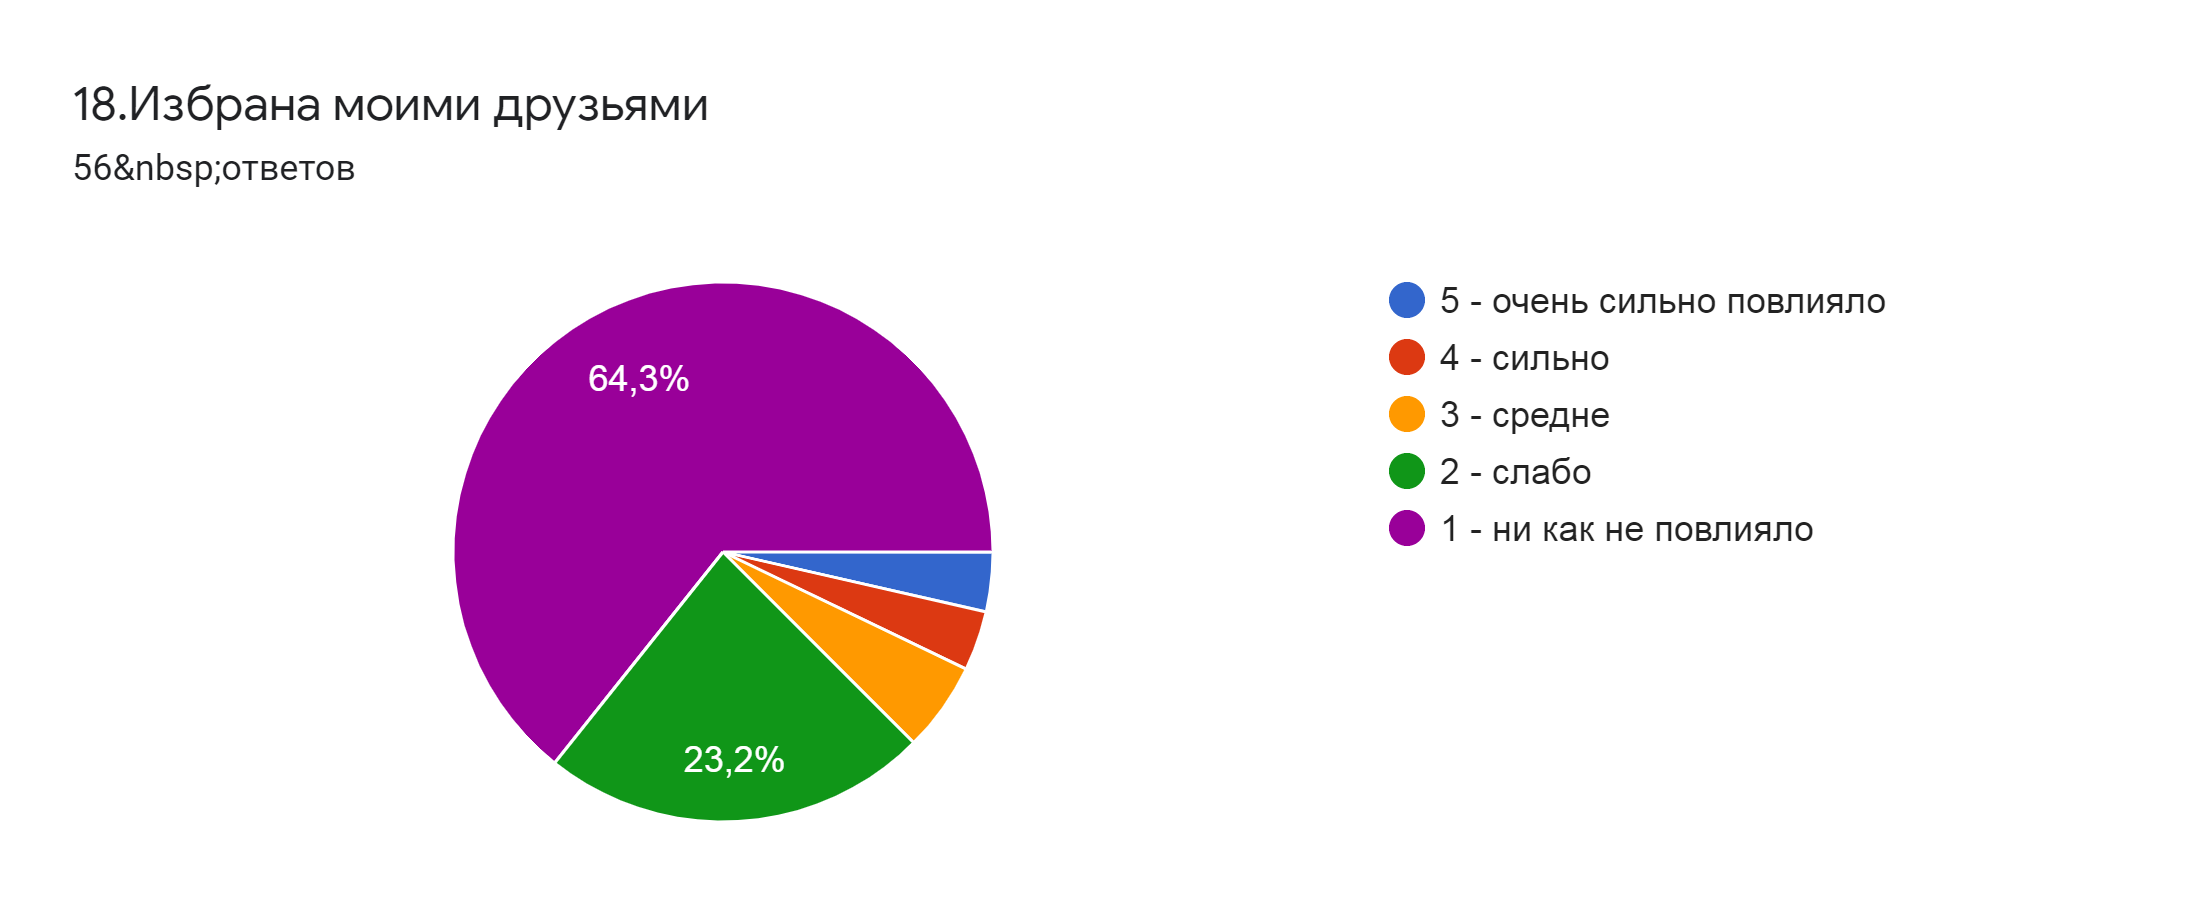 18.Избрана моими друзьями
56&nbsp;ответов
64,3%
23,2%
5 - очень сильно повлияло
4 - сильно
3 - средне
2 - слабо
1 - ни как не повлияло